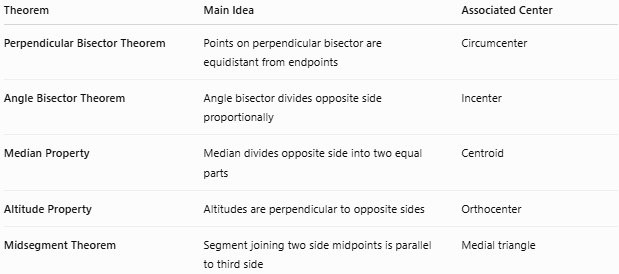 Theorem Main Idea Associated Center
Perpendicular Bisector Theorem Points on perpendicular bisector are Circumcenter
equidistant from endpoints
Angle Bisector Theorem Angle bisector divides opposite side Incenter
proportionally
Median Property Median divides opposite side into two equal Centroid
parts
Altitude Property Altitudes are perpendicular to opposite sides Orthocenter
Midsegment Theorem Segment joining two side midpoints is parallel Medial triangle
to third side